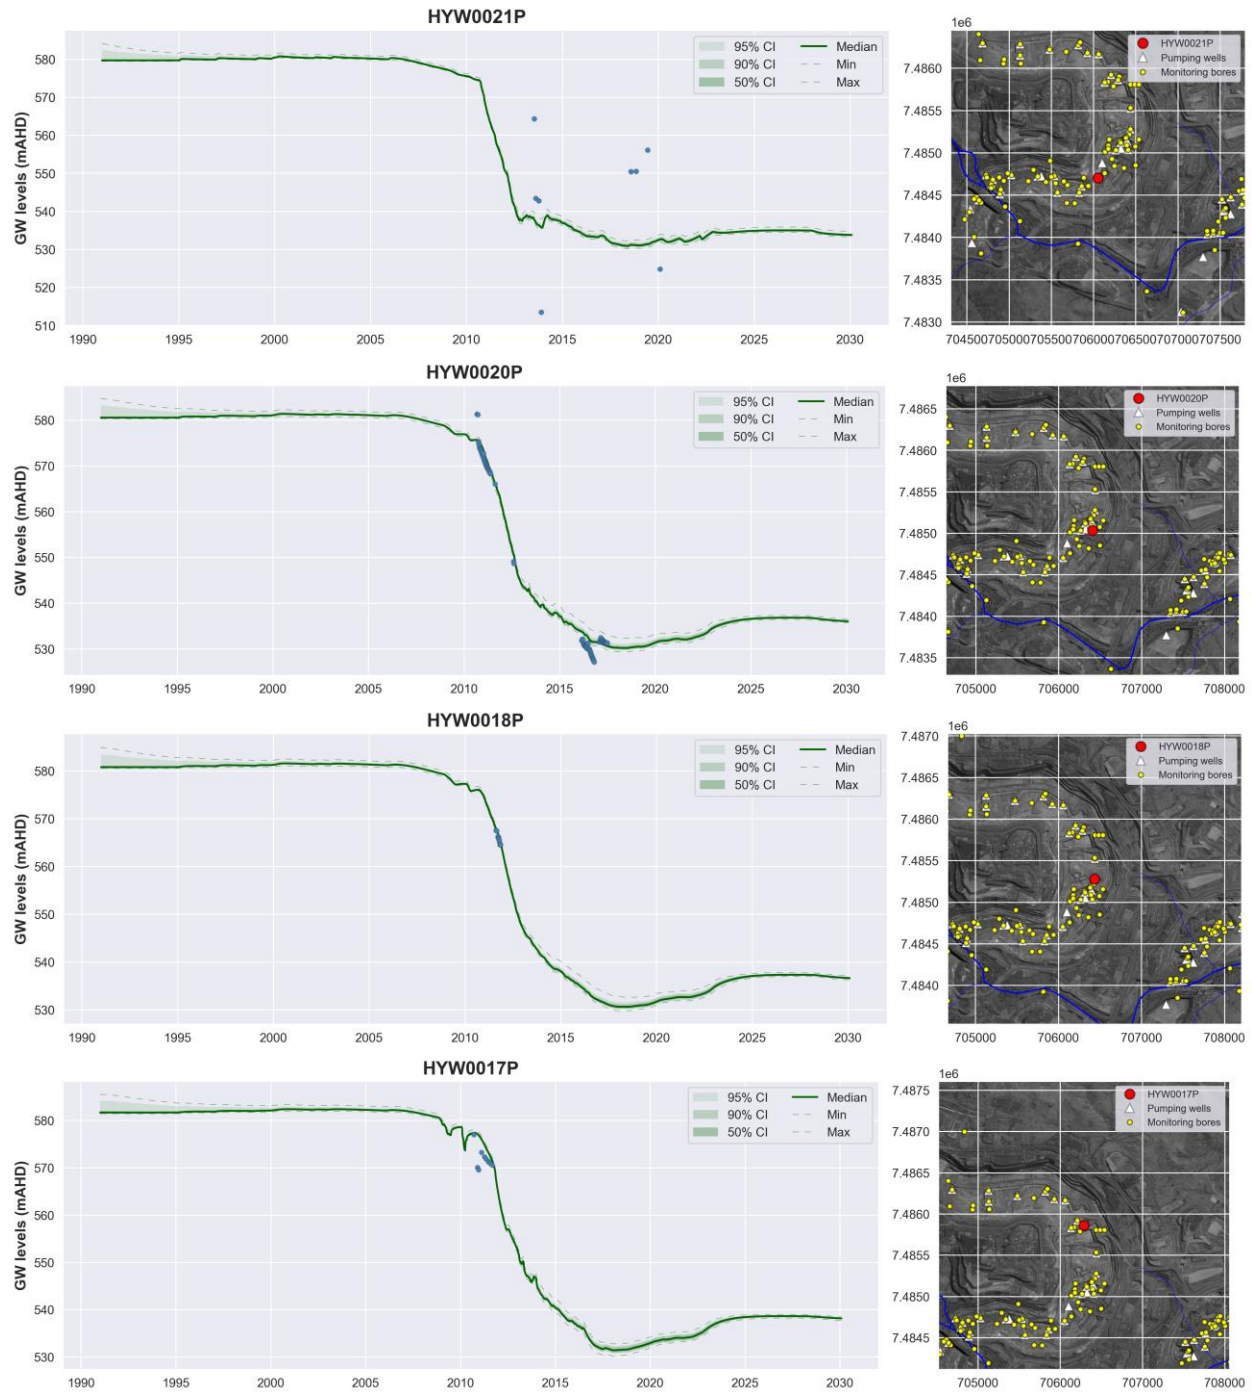 HYW0021P
GW levels (mAHD)
580
570
560
550
540
530
520
510
1990 1995 2000 2005 2010 2015 2020 2025 2030
95% CI Median
90% CI Min
50% CI Max
1e6
7.4860
7.4855
7.4850
7.4845
7.4840
7.4835
7.4830
704500705000705500706000706500707000707500
HYW0021P
Pumping wells
Monitoring bores
HYW0020P
GW levels (mAHD)
580
570
560
550
540
530
1990 1995 2000 2005 2010 2015 2020 2025 2030
95% CI Median
90% CI Min
50% CI Max
1e6
7.4865
7.4860
7.4855
7.4850
7.4845
7.4840
7.4835
705000 706000 707000 708000
HYW0020P
Pumping wells
Monitoring bores
HYW0018P
GW levels (mAHD)
580
570
560
550
540
530
1990 1995 2000 2005 2010 2015 2020 2025 2030
95% CI Median
90% CI Min
50% CI Max
1e6
7.4870
7.4865
7.4860
7.4855
7.4850
7.4845
7.4840
705000 706000 707000 708000
HYW0018P
Pumping wells
Monitoring bores
HYW0017P
GW levels (mAHD)
580
570
560
550
540
530
1990 1995 2000 2005 2010 2015 2020 2025 2030
95% CI Median
90% CI Min
50% CI Max
1e6
7.4875
7.4870
7.4865
7.4860
7.4855
7.4850
7.4845
705000 706000 707000 708000
HYW0017P
Pumping wells
Monitoring bores